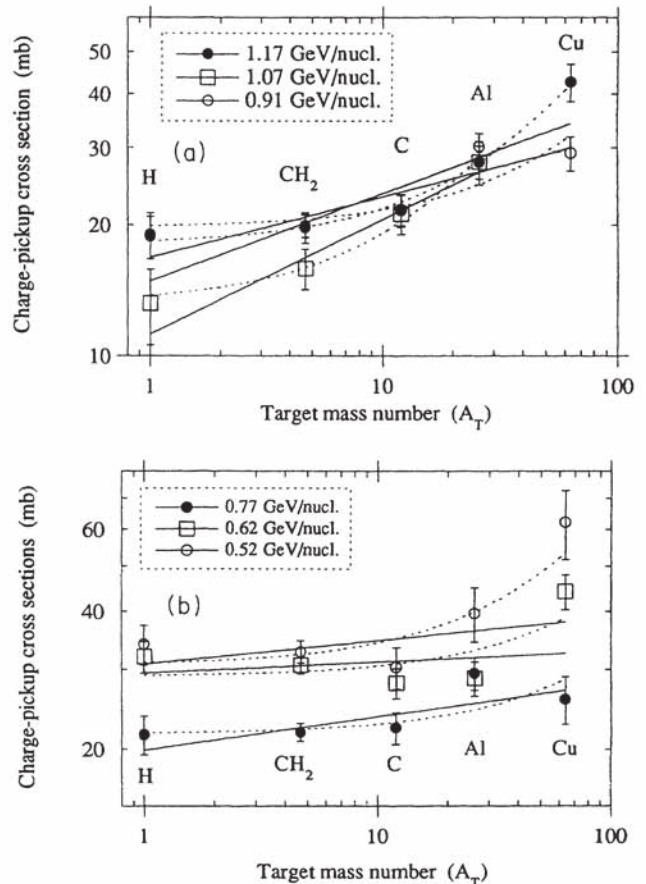 Charge-pickup cross section (mb)
50
40
30
20
10
1.17 GeV/nucl.
1.07 GeV/nucl.
0.91 GeV/nucl.
(a)
H
CH2
C
Al
Cu
1
10
100
Target mass number (AT)
Charge-pickup cross sections (mb)
60
40
20
0.77 GeV/nucl.
0.62 GeV/nucl.
0.52 GeV/nucl.
(b)
H
CH2
C
Al
Cu
1
10
100
Target mass number (AT)